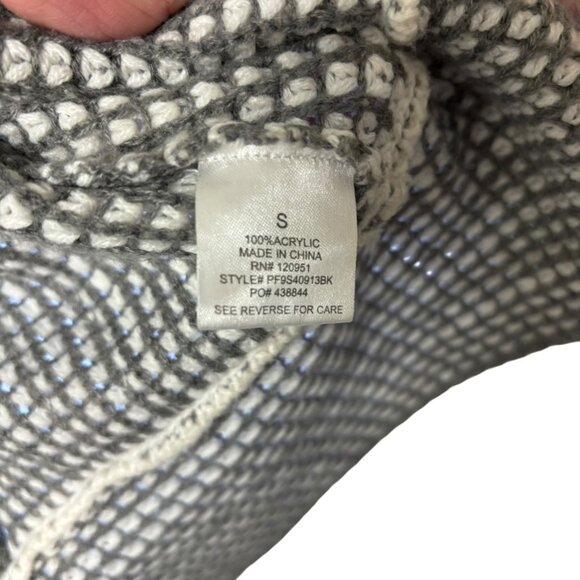 S
100%ACRYLIC
MADE IN CHINA
RN# 120951
STYLE# PF9S40913BK
PO# 438844
SEE REVERSE FOR CARE